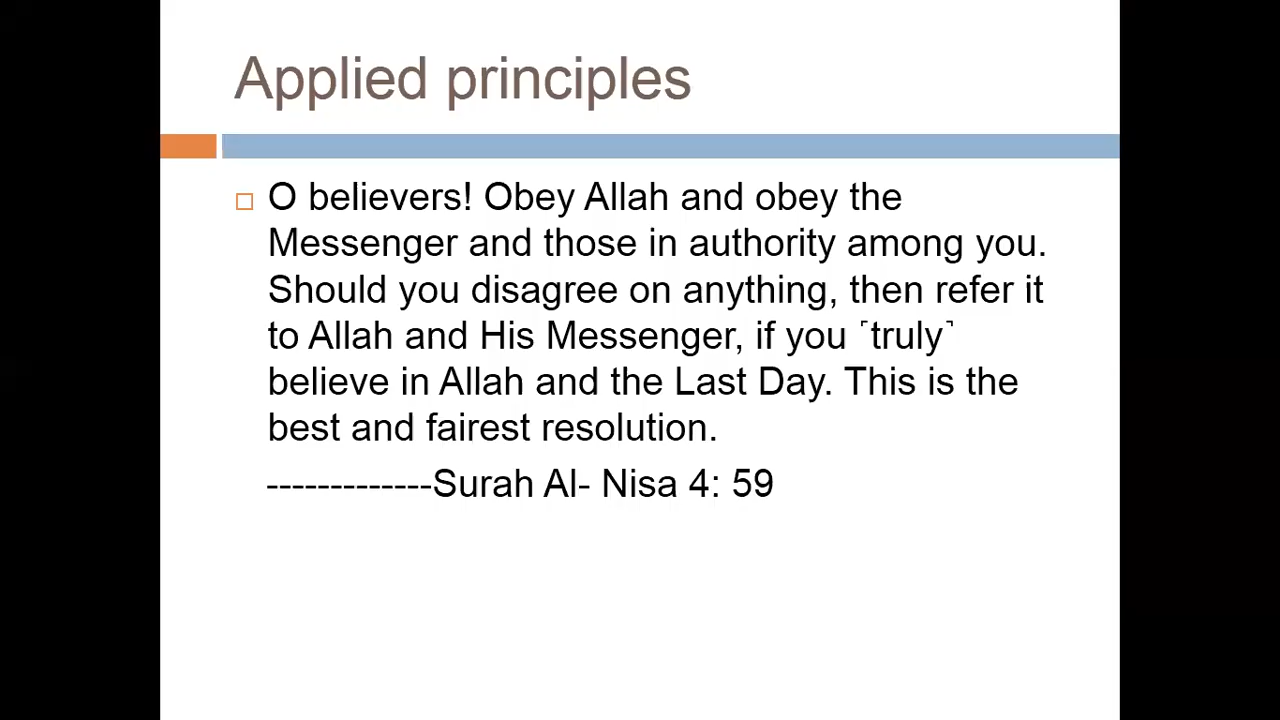 Applied principles
O believers! Obey Allah and obey the
Messenger and those in authority among you.
Should you disagree on anything, then refer it
to Allah and His Messenger, if you ˹truly˺
believe in Allah and the Last Day. This is the
best and fairest resolution.
-------------Surah Al- Nisa 4: 59